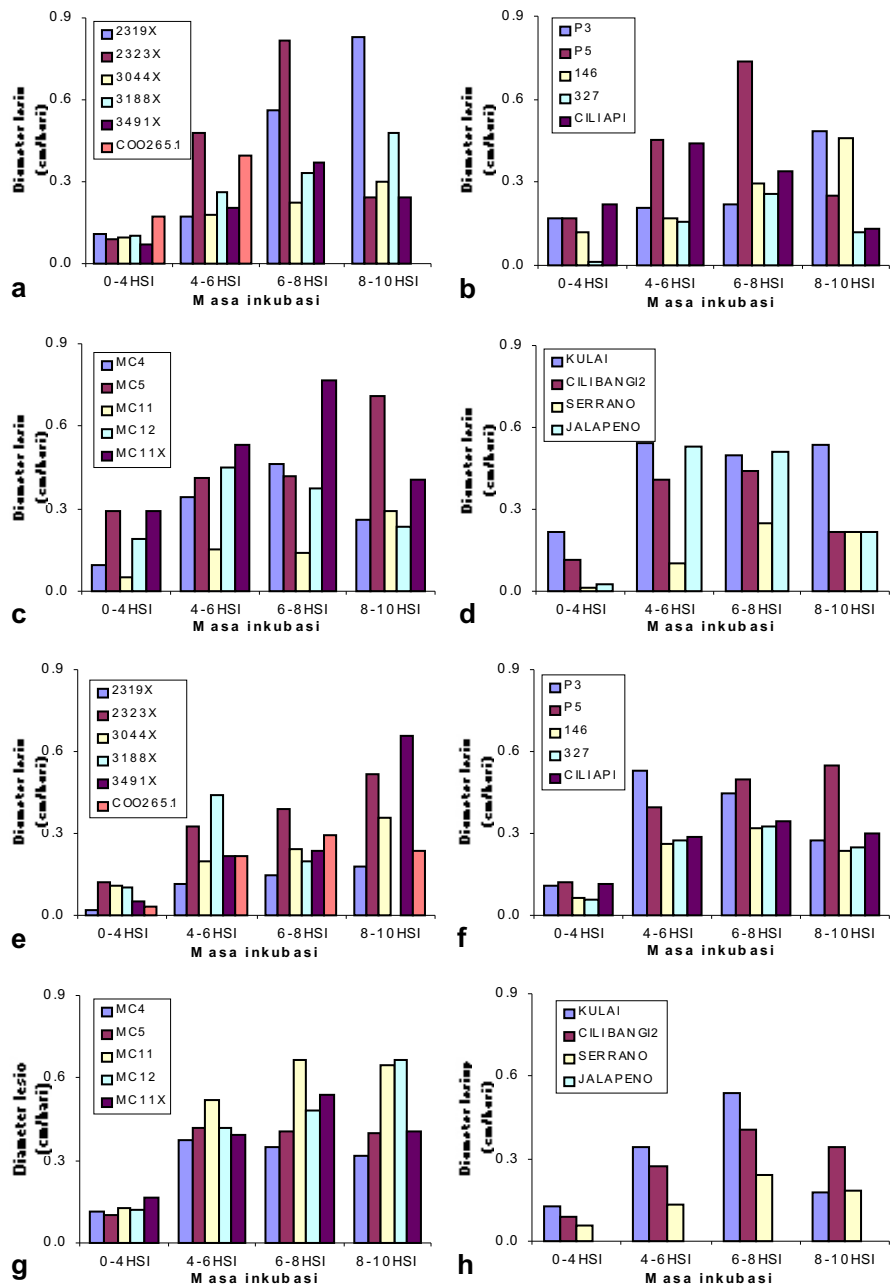 0.9
0.6
0.3
0.0
Diameter
(cm/hari)
2319X
2323X
3044X
3188X
3491X
COO265.1
0-4HSI 4-6HSI 6-8HSI 8-10HSI
Masa inkubasi
a
0.9
0.6
0.3
0.0
Diameter
(cm/hari)
P3
P5
146
327
CILIAPI
0-4HSI 4-6HSI 6-8HSI 8-10HSI
Masa inkubasi
b
0.9
0.6
0.3
0.0
Diameter
(cm/hari)
MC4
MC5
MC11
MC12
MC11X
0-4HSI 4-6HSI 6-8HSI 8-10HSI
Masa inkubasi
c
0.9
0.6
0.3
0.0
Diameter
(cm/hari)
KULAI
CILIBANGI2
SERRANO
JALAPENO
0-4HSI 4-6HSI 6-8HSI 8-10HSI
Masa inkubasi
d
0.9
0.6
0.3
0.0
Diameter
(cm/hari)
2319X
2323X
3044X
3188X
3491X
COO265.1
0-4HSI 4-6HSI 6-8HSI 8-10HSI
Masa inkubasi
e
0.9
0.6
0.3
0.0
Diameter
(cm/hari)
P3
P5
146
327
CILIAPI
0-4HSI 4-6HSI 6-8HSI 8-10HSI
Masa inkubasi
f
0.9
0.6
0.3
0.0
Diameter lesio
(cm/hari)
MC4
MC5
MC11
MC12
MC11X
0-4HSI 4-6HSI 6-8HSI 8-10HSI
Masa inkubasi
g
0.9
0.6
0.3
0.0
Diameter
(cm/hari)
KULAI
CILIBANGI2
SERRANO
JALAPENO
0-4HSI 4-6HSI 6-8HSI 8-10HSI
Masa inkubasi
h